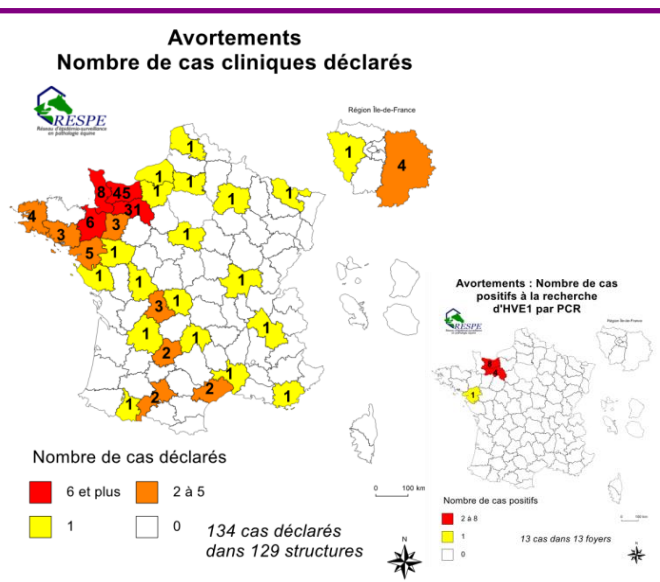 Avortements
Nombre de cas cliniques déclarés
RESPE
Réseau d'épidémio-surveillance
en pathologie équine
Région Île-de-France
1
4
1
1
1
1
1
1
1
8
45
31
6
3
4
3
5
1
1
1
1
1
3
1
1
1
1
2
1
2
2
1
1
Nombre de cas déclarés
6 et plus
2 à 5
1
0
134 cas déclarés
dans 129 structures
0
100 km
N
Avortements : Nombre de cas
positifs à la recherche
d'HVE1 par PCR
RESPE
Région Île-de-France
1
Nombre de cas positifs
2 à 8
1
0
13 cas dans 13 foyers
0
100 km
N